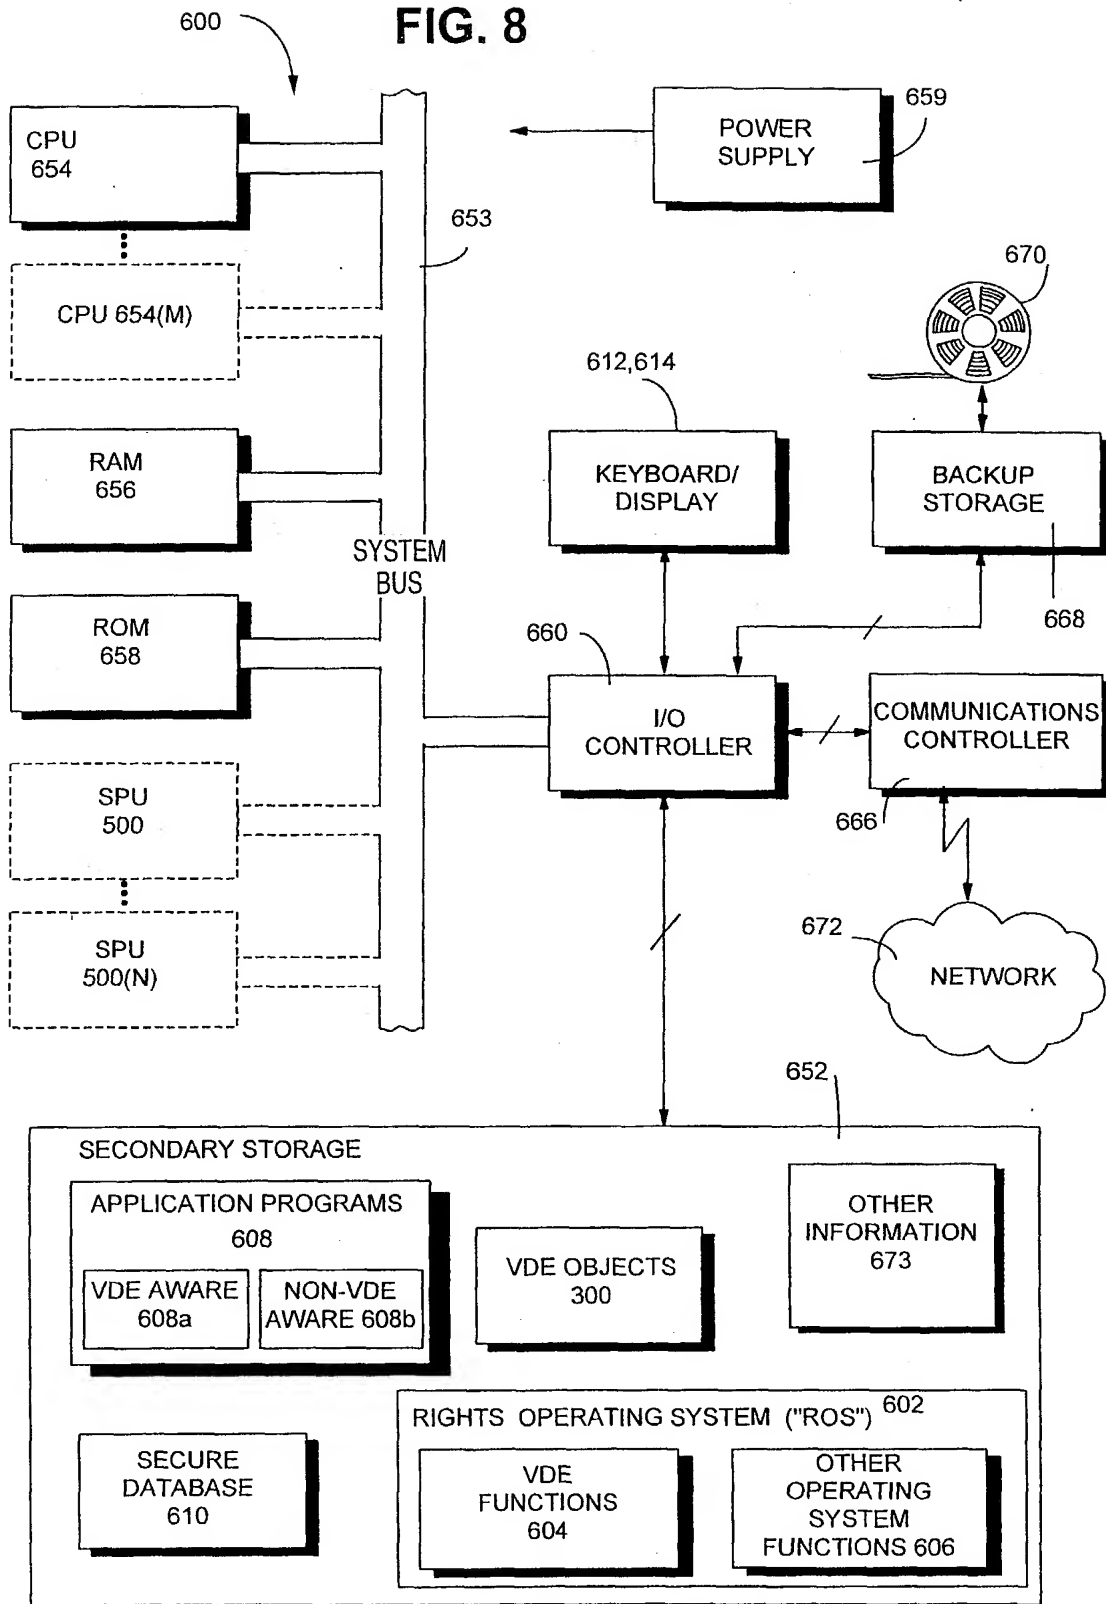 FIG. 8
600
CPU
654
POWER
SUPPLY
659
653
CPU 654(M)
670
612,614
RAM
656
KEYBOARD/
DISPLAY
BACKUP
STORAGE
SYSTEM
BUS
668
ROM
658
660
I/O
CONTROLLER
COMMUNICATIONS
CONTROLLER
666
SPU
500
SPU
500(N)
672
NETWORK
652
SECONDARY STORAGE
APPLICATION PROGRAMS
608
VDE AWARE
608a
NON-VDE
AWARE 608b
VDE OBJECTS
300
OTHER
INFORMATION
673
SECURE
DATABASE
610
RIGHTS OPERATING SYSTEM ("ROS") 602
VDE
FUNCTIONS
604
OTHER
OPERATING
SYSTEM
FUNCTIONS 606